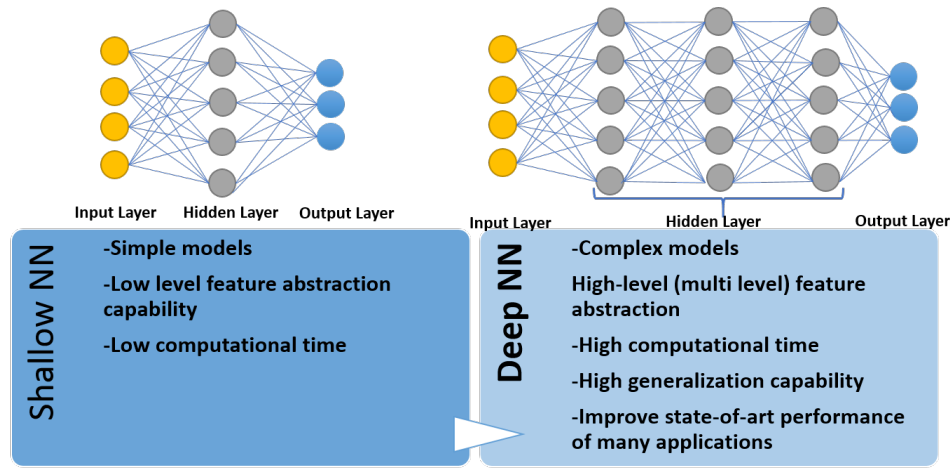 Input Layer
Hidden Layer
Output Layer
Input Layer
Hidden Layer
Output Layer
Shallow NN
-Simple models
-Low level feature abstraction
capability
-Low computational time
Deep NN
-Complex models
High-level (multi level) feature
abstraction
-High computational time
-High generalization capability
-Improve state-of-art performance
of many applications